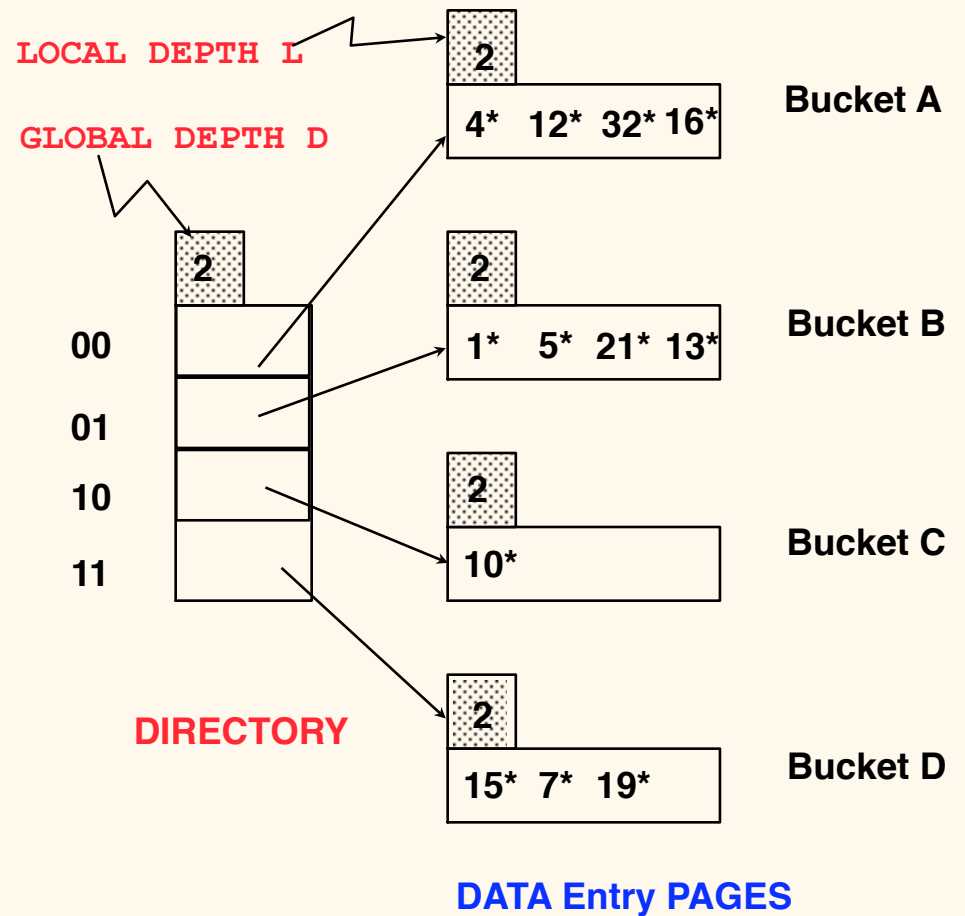 LOCAL DEPTH L
2
Bucket A
4* 12* 32* 16*
GLOBAL DEPTH D
2
2
Bucket B
00
1* 5* 21* 13*
01
2
10
Bucket C
10*
11
2
DIRECTORY
Bucket D
15* 7* 19*
DATA Entry PAGES